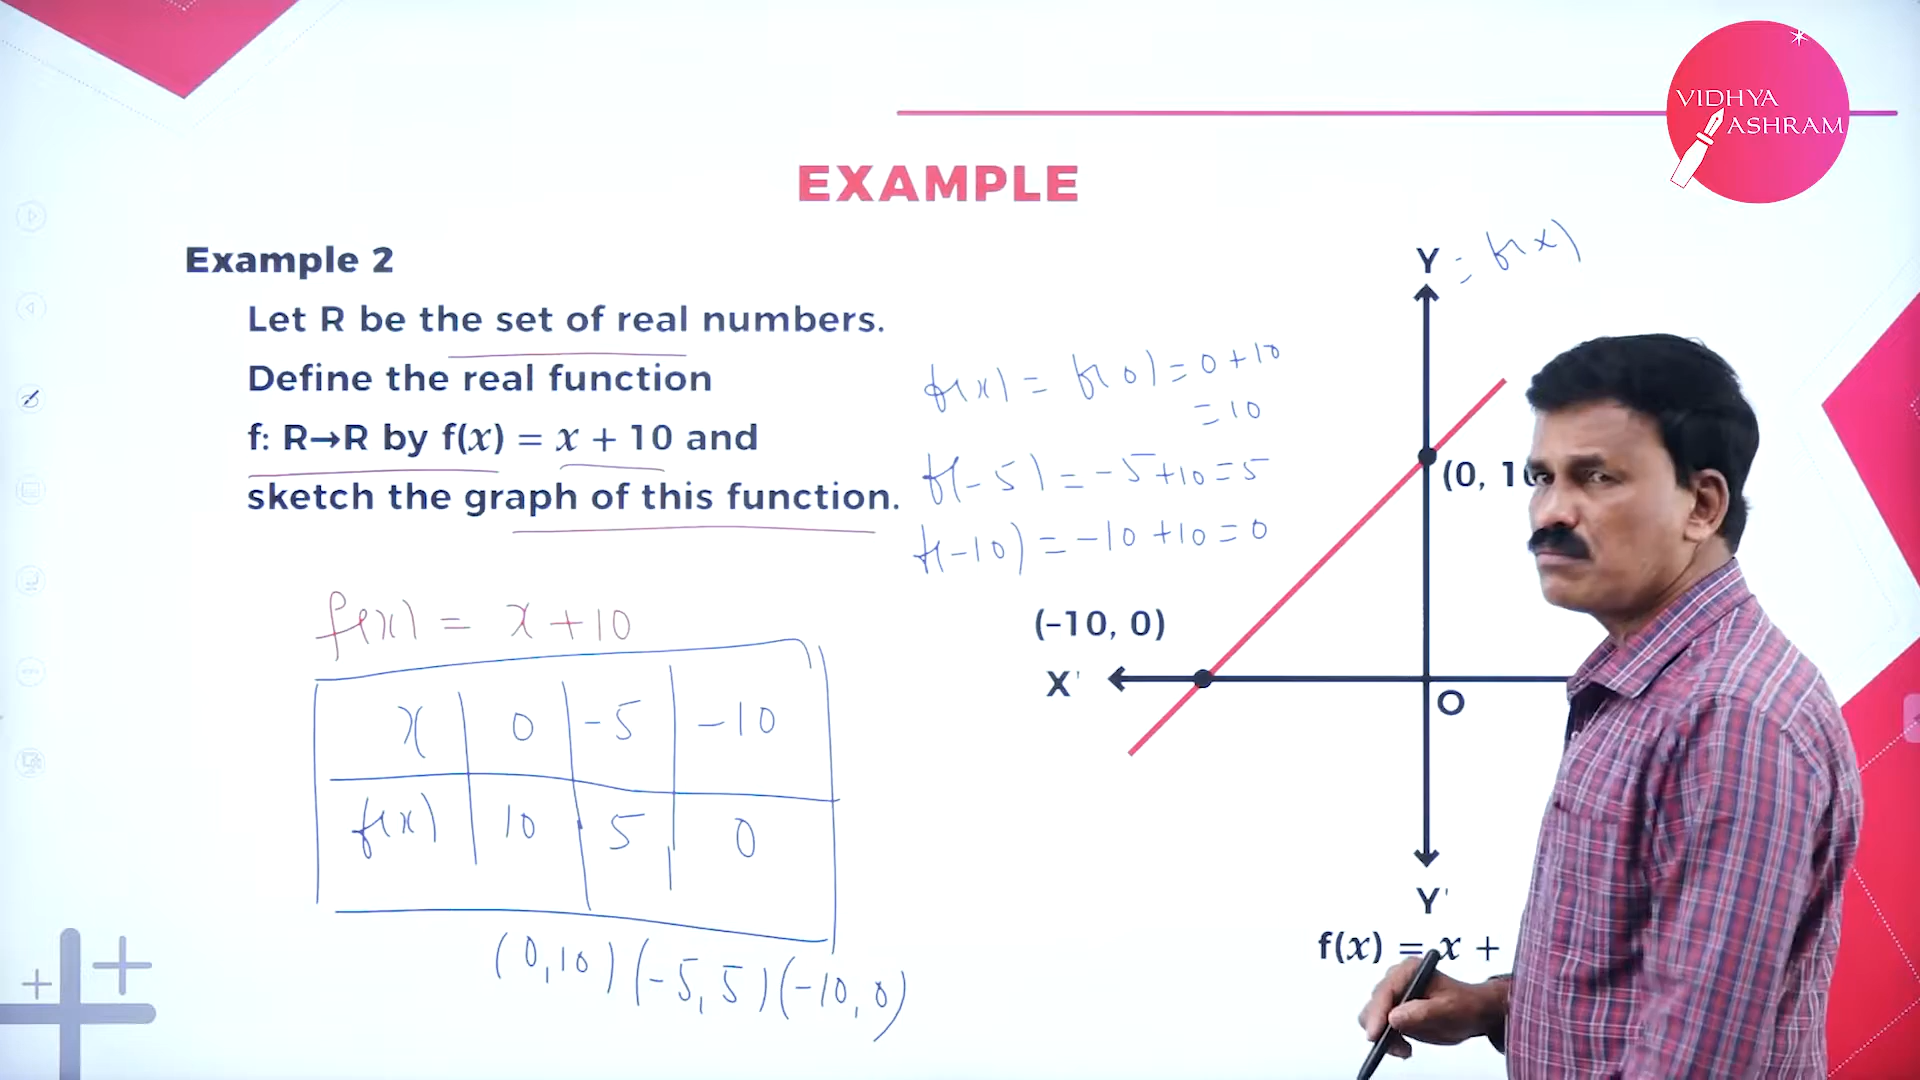 VIDHYA
ASHRAM
EXAMPLE
Example 2
Let R be the set of real numbers.
Define the real function
f: R→R by f(x) = x + 10 and
sketch the graph of this function.
f(x) = x + 10
x 0 -5 -10
f(x) 10 5 0
(0,10) (-5,5) (-10,0)
f(x) = f(0) = 0 + 10
= 10
f(-5) = -5 + 10 = 5
f(-10) = -10 + 10 = 0
Y = f(x)
(0, 1
(-10, 0)
X'
O
Y'
f(x) = x +